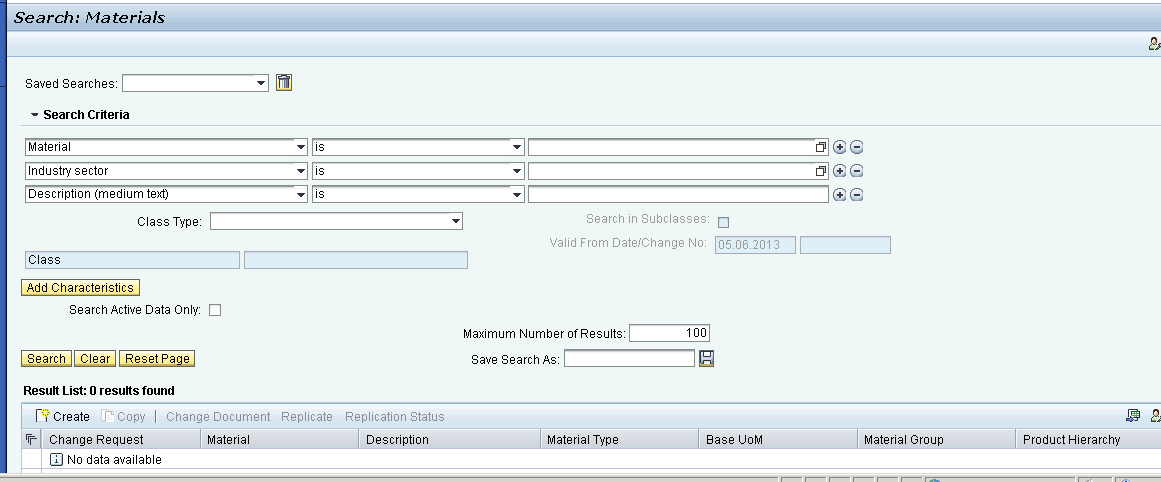 Search: Materials
Saved Searches:
Search Criteria
Material is
Industry sector is
Description (medium text) is
Class Type: Search in Subclasses:
Valid From Date/Change No: 05.06.2013
Class
Add Characteristics
Search Active Data Only:
Maximum Number of Results: 100
Search Clear Reset Page Save Search As:
Result List: 0 results found
Create Copy Change Document Replicate Replication Status
Change Request Material Description Material Type Base UoM Material Group Product Hierarchy
No data available